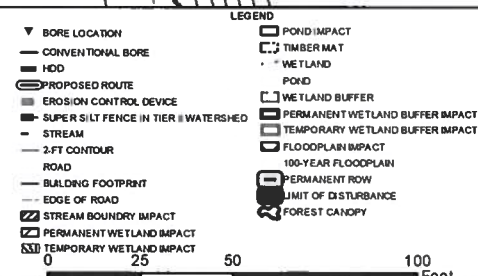 LEGEND
BORE LOCATION
CONVENTIONAL BORE
HDD
PROPOSED ROUTE
EROSION CONTROL DEVICE
SUPER SILT FENCE IN TIER II WATERSHED
STREAM
2-FT CONTOUR
ROAD
BUILDING FOOTPRINT
EDGE OF ROAD
STREAM BOUNDRY IMPACT
PERMANENT WETLAND IMPACT
TEMPORARY WETLAND IMPACT
POND IMPACT
TIMBER MAT
WETLAND
POND
WETLAND BUFFER
PERMANENT WETLAND BUFFER IMPACT
TEMPORARY WETLAND BUFFER IMPACT
FLOODPLAIN IMPACT
100-YEAR FLOODPLAIN
PERMANENT ROW
LIMIT OF DISTURBANCE
FOREST CANOPY
0 25 50 100
Feet